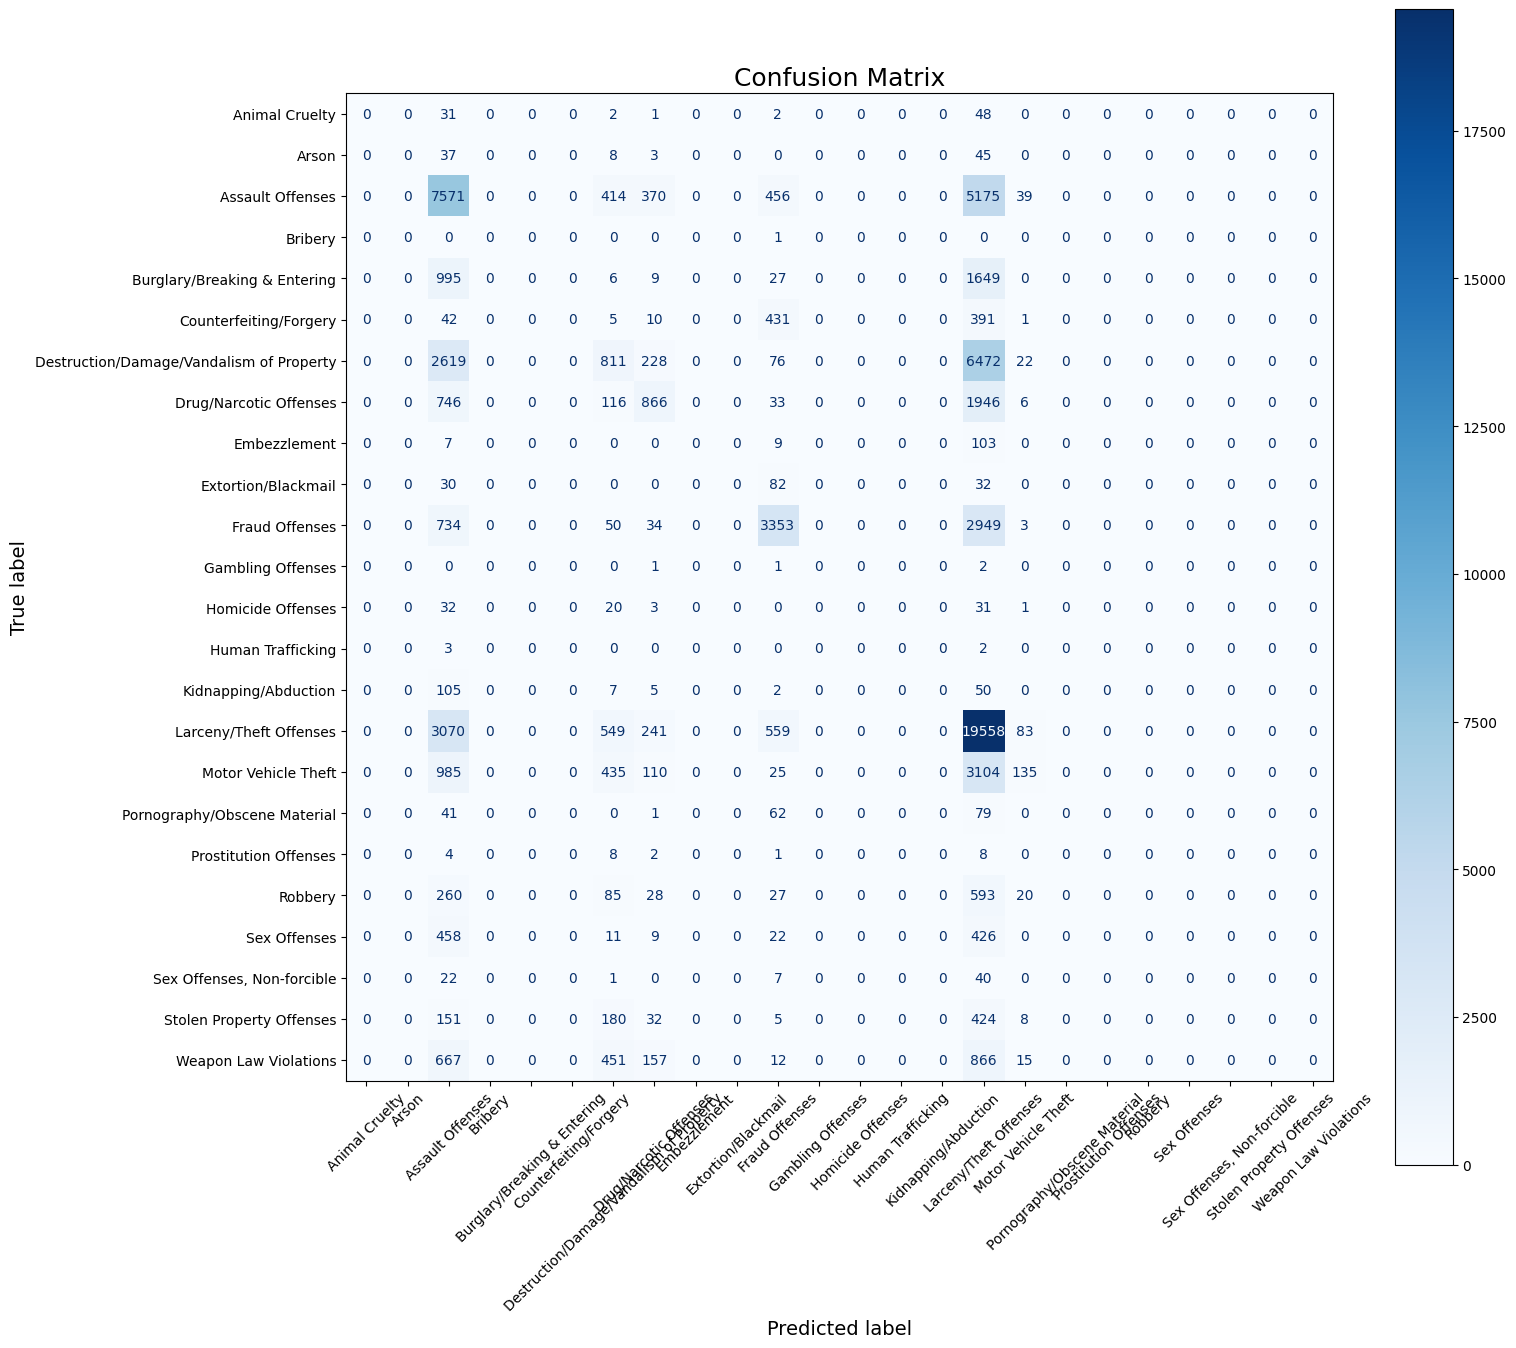 Confusion Matrix
Animal Cruelty 0 0 31 0 0 0 2 1 0 0 2 0 0 0 0 48 0 0 0 0 0 0 0 0
Arson 0 0 37 0 0 0 8 3 0 0 0 0 0 0 0 45 0 0 0 0 0 0 0 0
Assault Offenses 0 0 7571 0 0 0 414 370 0 0 456 0 0 0 0 5175 39 0 0 0 0 0 0 0
Bribery 0 0 0 0 0 0 0 0 0 0 1 0 0 0 0 0 0 0 0 0 0 0 0 0
Burglary/Breaking & Entering 0 0 995 0 0 0 6 9 0 0 27 0 0 0 0 1649 0 0 0 0 0 0 0 0
Counterfeiting/Forgery 0 0 42 0 0 0 5 10 0 0 431 0 0 0 0 391 1 0 0 0 0 0 0 0
Destruction/Damage/Vandalism of Property 0 0 2619 0 0 0 811 228 0 0 76 0 0 0 0 6472 22 0 0 0 0 0 0 0
Drug/Narcotic Offenses 0 0 746 0 0 0 116 866 0 0 33 0 0 0 0 1946 6 0 0 0 0 0 0 0
Embezzlement 0 0 7 0 0 0 0 0 0 0 9 0 0 0 0 103 0 0 0 0 0 0 0 0
Extortion/Blackmail 0 0 30 0 0 0 0 0 0 0 82 0 0 0 0 32 0 0 0 0 0 0 0 0
Fraud Offenses 0 0 734 0 0 0 50 34 0 0 3353 0 0 0 0 2949 3 0 0 0 0 0 0 0
Gambling Offenses 0 0 0 0 0 0 0 1 0 0 1 0 0 0 0 2 0 0 0 0 0 0 0 0
Homicide Offenses 0 0 32 0 0 0 20 3 0 0 0 0 0 0 0 31 1 0 0 0 0 0 0 0
Human Trafficking 0 0 3 0 0 0 0 0 0 0 0 0 0 0 0 2 0 0 0 0 0 0 0 0
Kidnapping/Abduction 0 0 105 0 0 0 7 5 0 0 2 0 0 0 0 50 0 0 0 0 0 0 0 0
Larceny/Theft Offenses 0 0 3070 0 0 0 549 241 0 0 559 0 0 0 0 19558 83 0 0 0 0 0 0 0
Motor Vehicle Theft 0 0 985 0 0 0 435 110 0 0 25 0 0 0 0 3104 135 0 0 0 0 0 0 0
Pornography/Obscene Material 0 0 41 0 0 0 0 1 0 0 62 0 0 0 0 79 0 0 0 0 0 0 0 0
Prostitution Offenses 0 0 4 0 0 0 8 2 0 0 1 0 0 0 0 8 0 0 0 0 0 0 0 0
Robbery 0 0 260 0 0 0 85 28 0 0 27 0 0 0 0 593 20 0 0 0 0 0 0 0
Sex Offenses 0 0 458 0 0 0 11 9 0 0 22 0 0 0 0 426 0 0 0 0 0 0 0 0
Sex Offenses, Non-forcible 0 0 22 0 0 0 1 0 0 0 7 0 0 0 0 40 0 0 0 0 0 0 0 0
Stolen Property Offenses 0 0 151 0 0 0 180 32 0 0 5 0 0 0 0 424 8 0 0 0 0 0 0 0
Weapon Law Violations 0 0 667 0 0 0 451 157 0 0 12 0 0 0 0 866 15 0 0 0 0 0 0 0
True label
Animal Cruelty
Arson
Assault Offenses
Bribery
Burglary/Breaking & Entering
Counterfeiting/Forgery
Destruction/Damage/Vandalism of Property
Drug/Narcotic Offenses
Embezzlement
Extortion/Blackmail
Fraud Offenses
Gambling Offenses
Homicide Offenses
Human Trafficking
Kidnapping/Abduction
Larceny/Theft Offenses
Motor Vehicle Theft
Pornography/Obscene Material
Prostitution Offenses
Robbery
Sex Offenses
Sex Offenses, Non-forcible
Stolen Property Offenses
Weapon Law Violations
Predicted label
17500
15000
12500
10000
7500
5000
2500
0